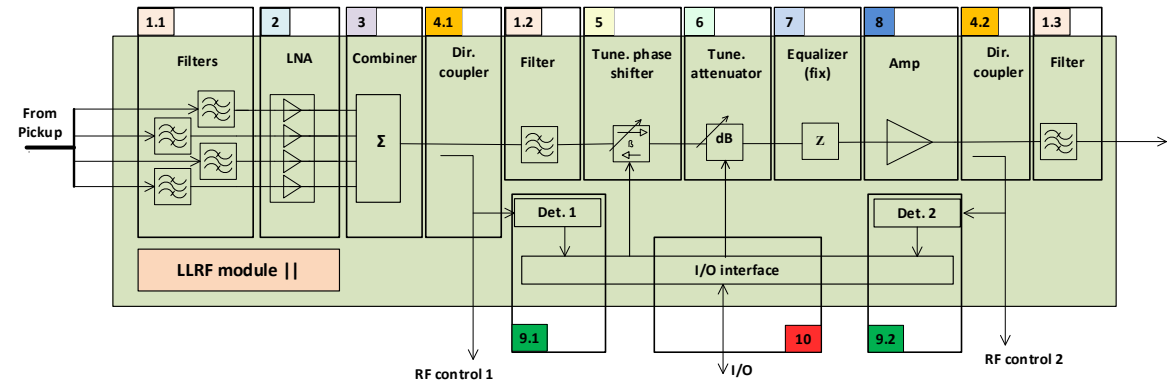 1.1
2
3
4.1
1.2
5
6
7
8
4.2
1.3
Filters
LNA
Combiner
Dir.
coupler
Filter
Tune. phase
shifter
Tune.
attenuator
Equalizer
(fix)
Amp
Dir.
coupler
Filter
From
Pickup
Σ
ß
dB
Z
Det. 1
Det. 2
LLRF module ||
I/O interface
9.1
10
9.2
RF control 1
I/O
RF control 2